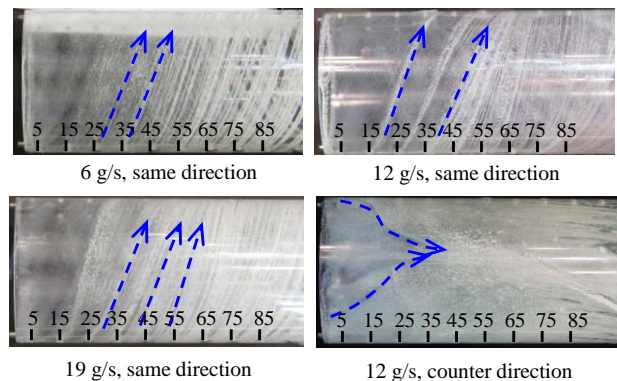 5 15 25 35 45 55 65 75 85
6 g/s, same direction
5 15 25 35 45 55 65 75 85
12 g/s, same direction
5 15 25 35 45 55 65 75 85
19 g/s, same direction
5 15 25 35 45 55 65 75 85
12 g/s, counter direction